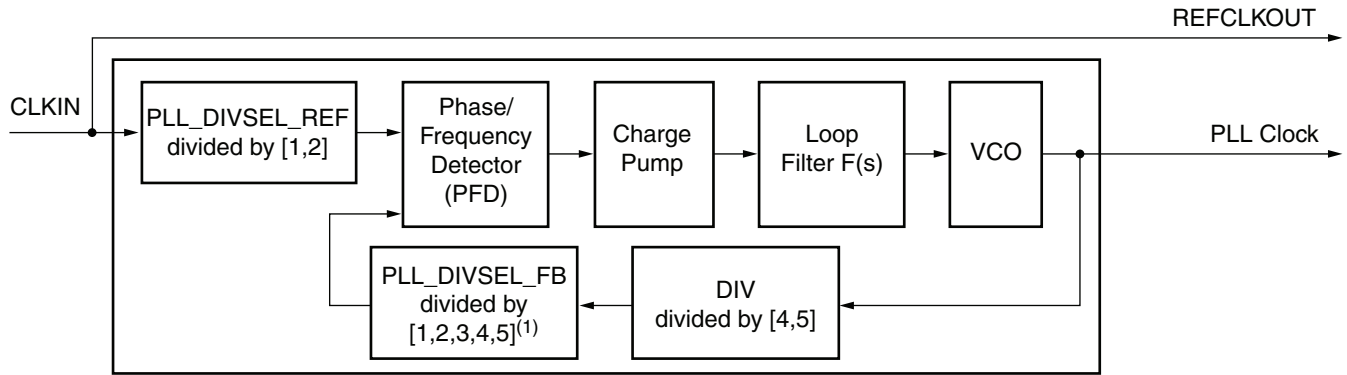 REFCLKOUT
CLKIN
PLL_DIVSEL_REF
divided by [1,2]
Phase/
Frequency
Detector
(PFD)
Charge
Pump
Loop
Filter F(s)
VCO
PLL Clock
PLL_DIVSEL_FB
divided by
[1,2,3,4,5](1)
DIV
divided by [4,5]